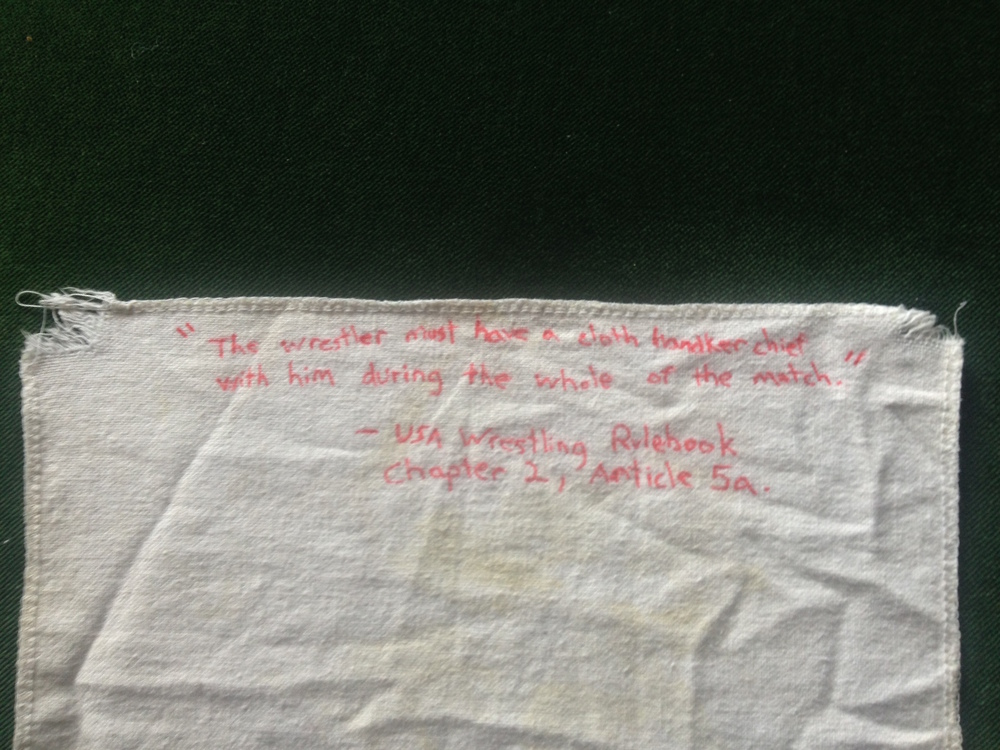 "The wrestler must have a cloth handkerchief
with him during the whole of the match."
- USA Wrestling Rulebook
Chapter 2, Article 5a.